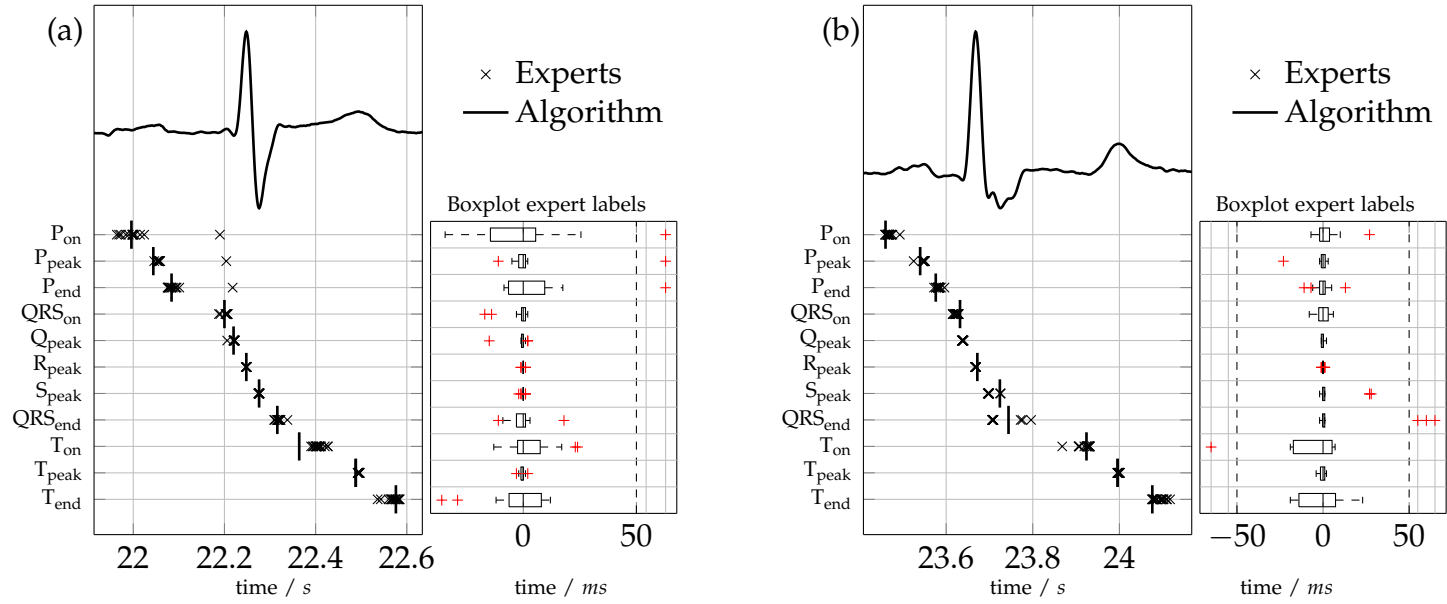 (a)
× Experts
Algorithm
Boxplot expert labels
P_on
P_peak
P_end
QRS_on
Q_peak
R_peak
S_peak
QRS_end
T_on
T_peak
T_end
22 22.2 22.4 22.6
time / s
0 50
time / ms
(b)
× Experts
Algorithm
Boxplot expert labels
P_on
P_peak
P_end
QRS_on
Q_peak
R_peak
S_peak
QRS_end
T_on
T_peak
T_end
23.6 23.8 24
time / s
−50 0 50
time / ms